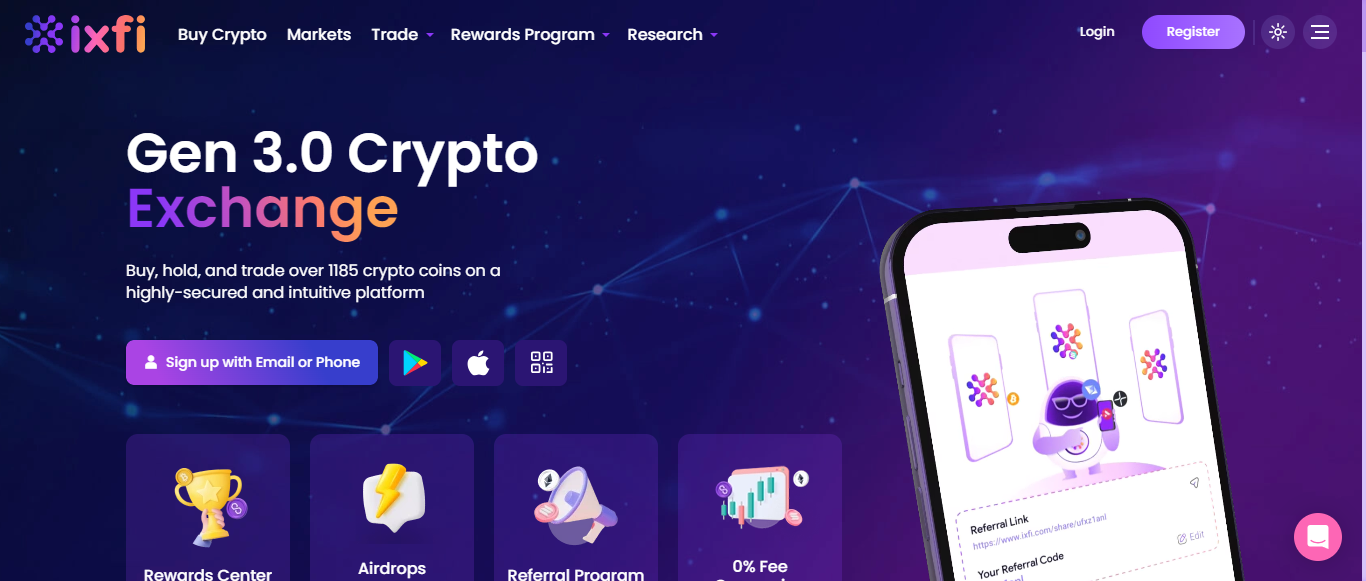 ixfi
Buy Crypto Markets Trade Rewards Program Research Login Register
Gen 3.0 Crypto
Exchange
Buy, hold, and trade over 1185 crypto coins on a
highly-secured and intuitive platform
Sign up with Email or Phone
Rewards Center
Airdrops
Referral Program
0% Fee
Referral Link
https://www.ixfi.com/share/ufxz1anl
Edit
Your Referral Code